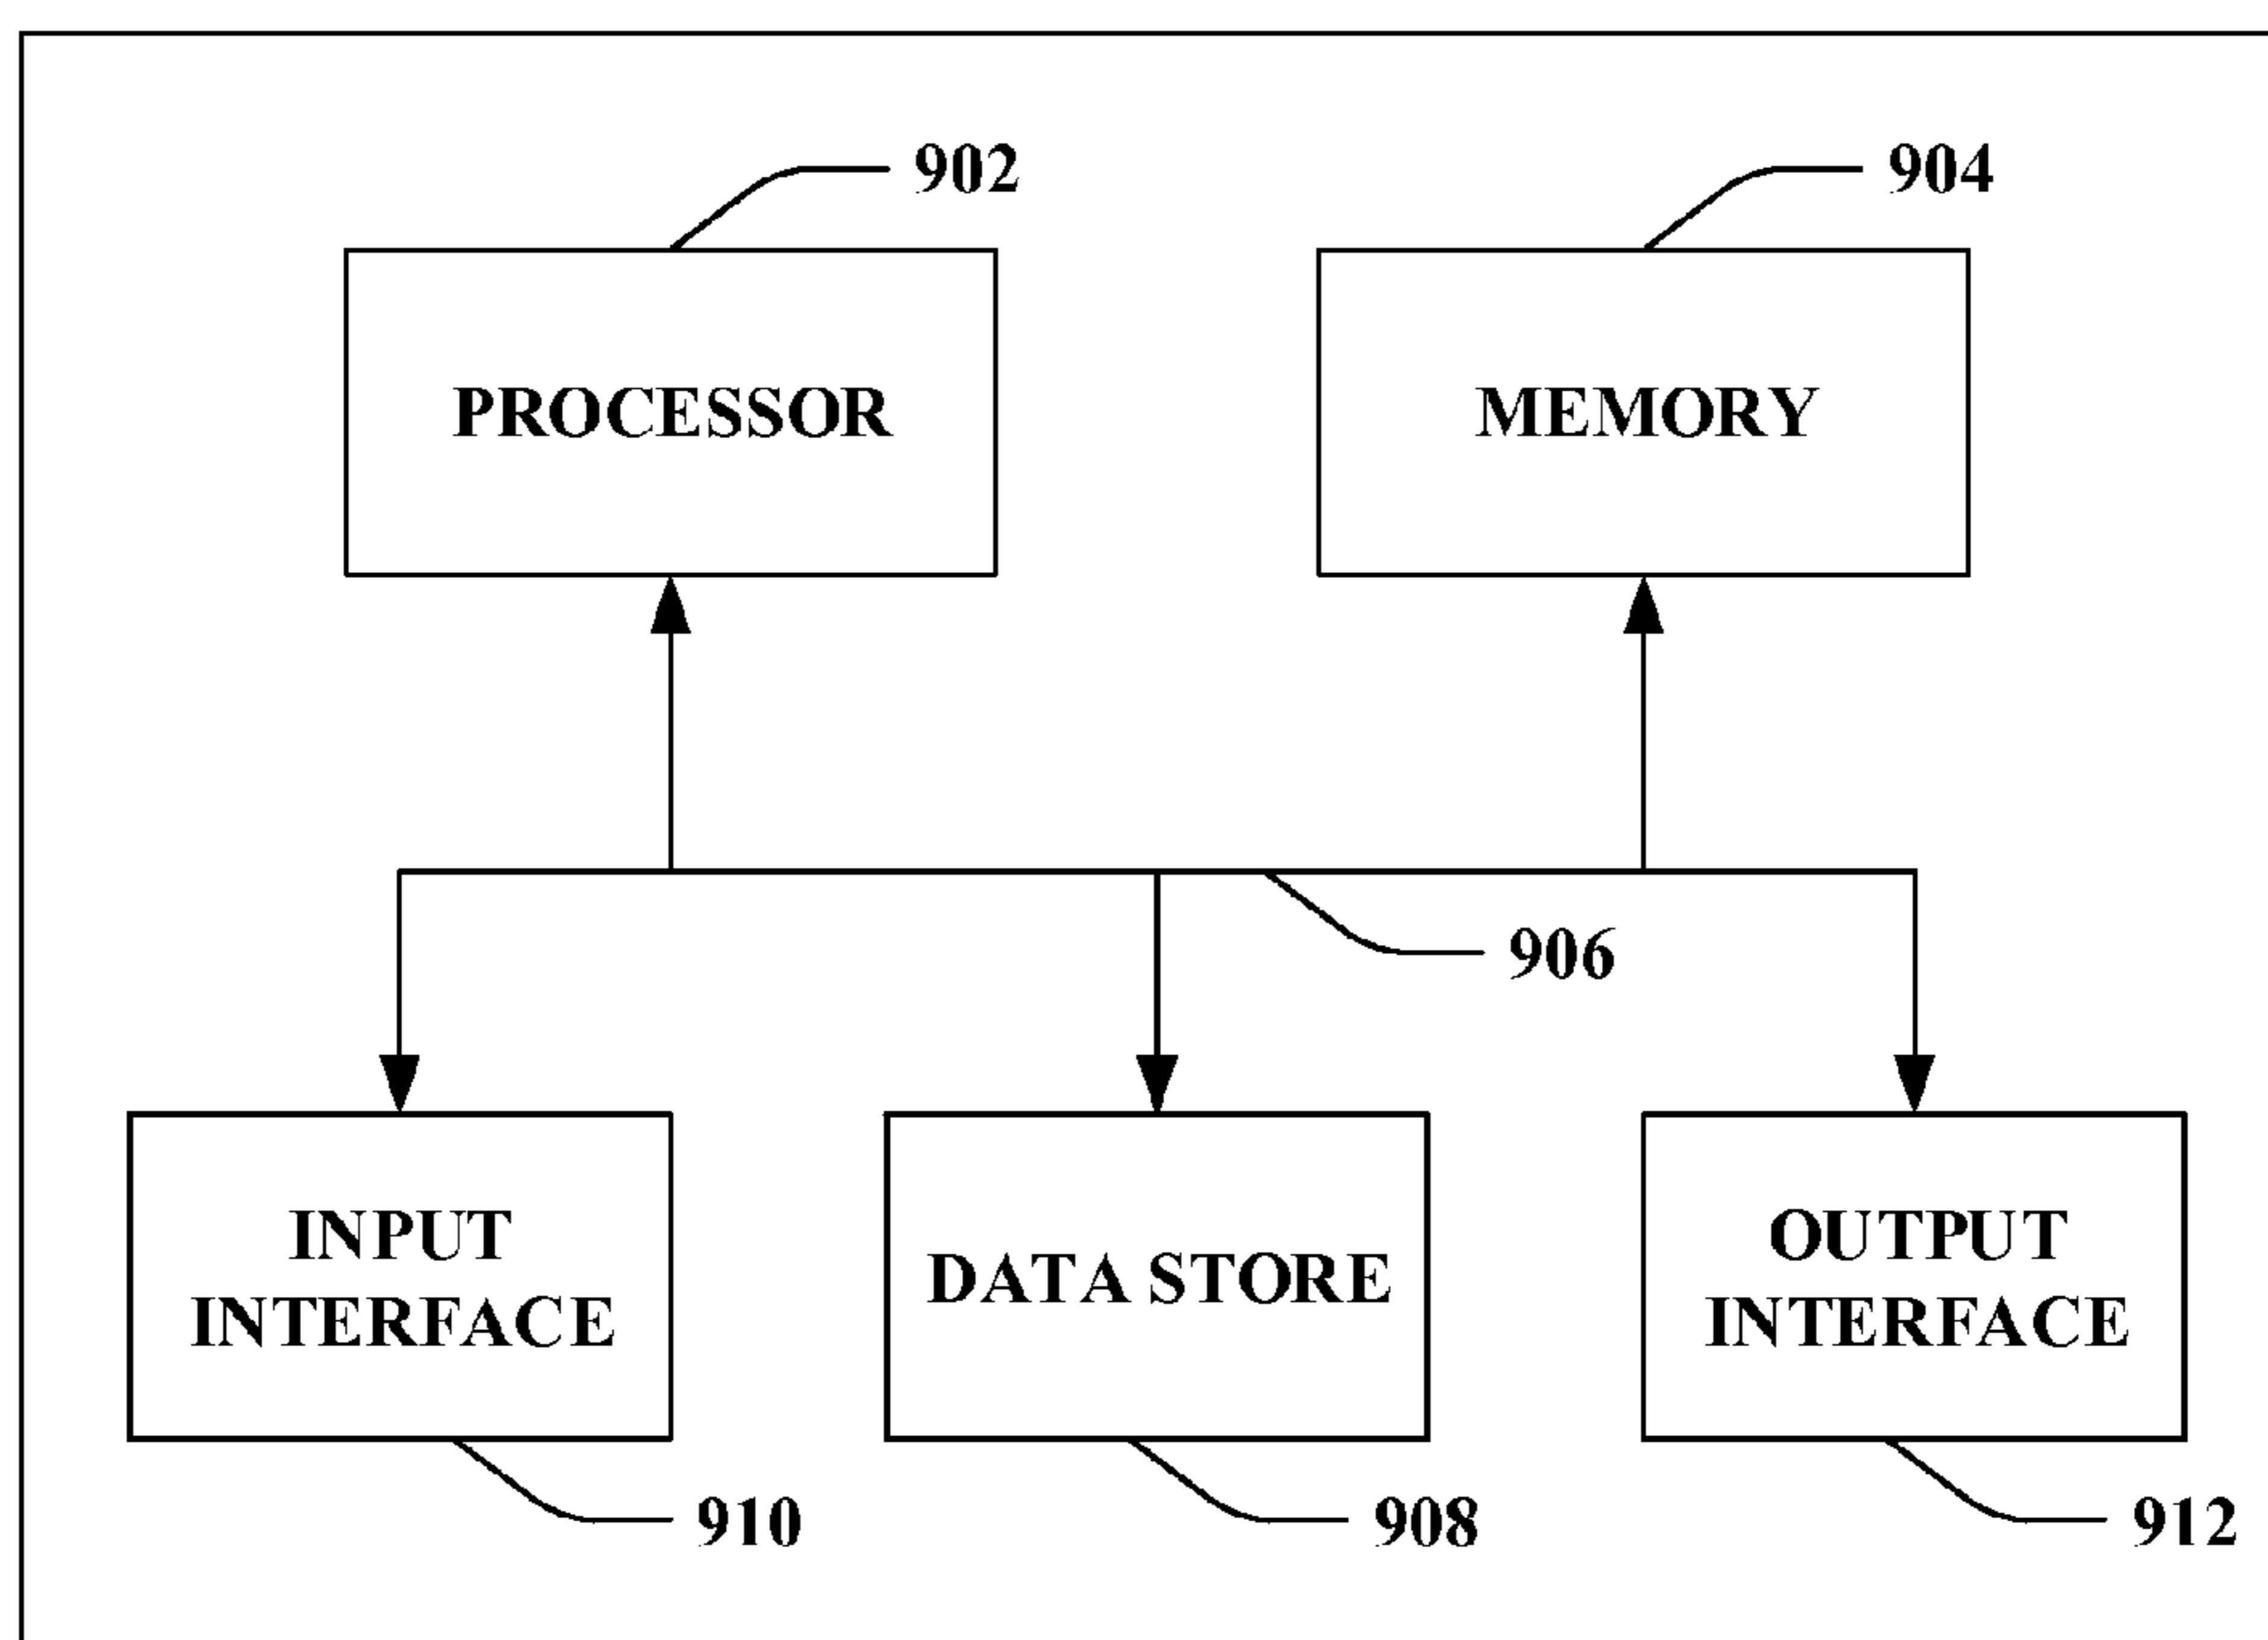 902
904
PROCESSOR
MEMORY
906
INPUT
INTERFACE
DATA STORE
OUTPUT
INTERFACE
910
908
912